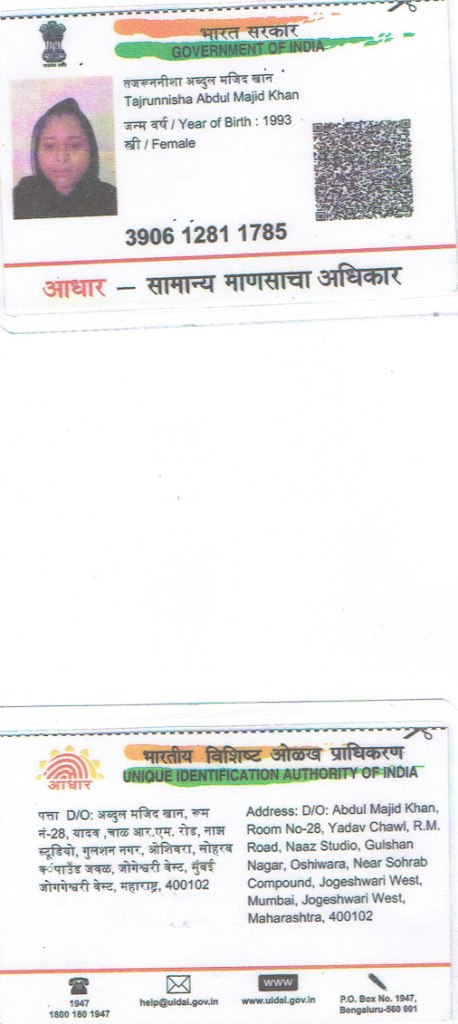 भारत सरकार
GOVERNMENT OF INDIA
तजरूननीशा अब्दुल मजिद खान
Tajrunnisha Abdul Majid Khan
जन्म वर्ष / Year of Birth : 1993
स्त्री / Female
3906 1281 1785
आधार — सामान्य माणसाचा अधिकार
भारतीय विशिष्ट ओळख प्राधिकरण
UNIQUE IDENTIFICATION AUTHORITY OF INDIA
आधार
पत्ता D/O: अब्दुल मजिद खान, रूम
नं-28, यादव ,चाळ आर.एम. रोड, नाझ
स्टूडियो, गुलशन नगर, ओशिवरा, सोहरब
जवळ, जोगेश्वरी वेस्ट, मुंबई
जोगगेश्वरी वेस्ट, महाराष्ट्र, 400102
Address: D/O: Abdul Majid Khan,
Room No-28, Yadav Chawl, R.M.
Road, Naaz Studio, Gulshan
Nagar, Oshiwara, Near Sohrab
Compound, Jogeshwari West,
Mumbai, Jogeshwari West,
Maharashtra, 400102
1947
1800 180 1947
help@uidai.gov.in
www
www.uidai.gov.in
P.O. Box No. 1947,
Bengaluru-560 001